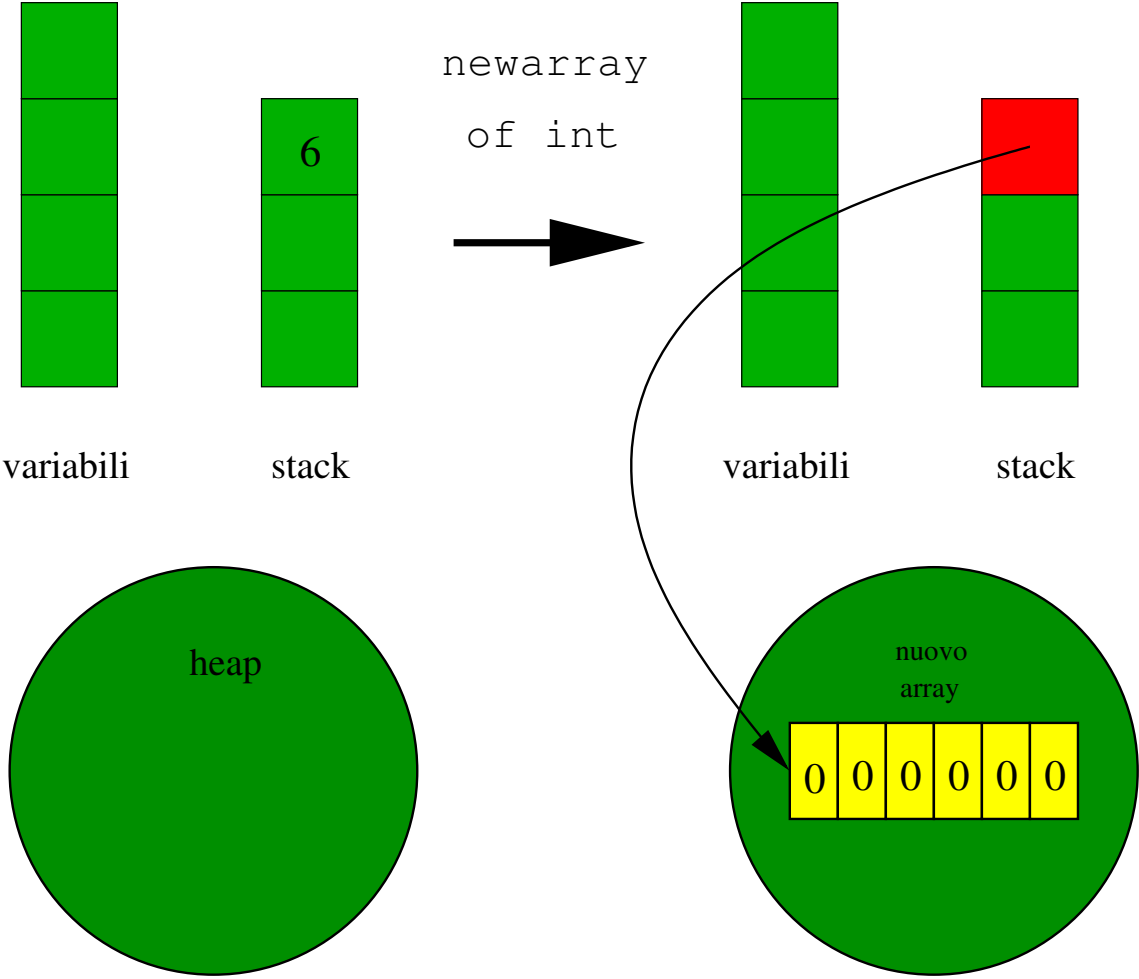 newarray
of int
6
variabili
stack
variabili
stack
heap
nuovo
array
0 0 0 0 0 0